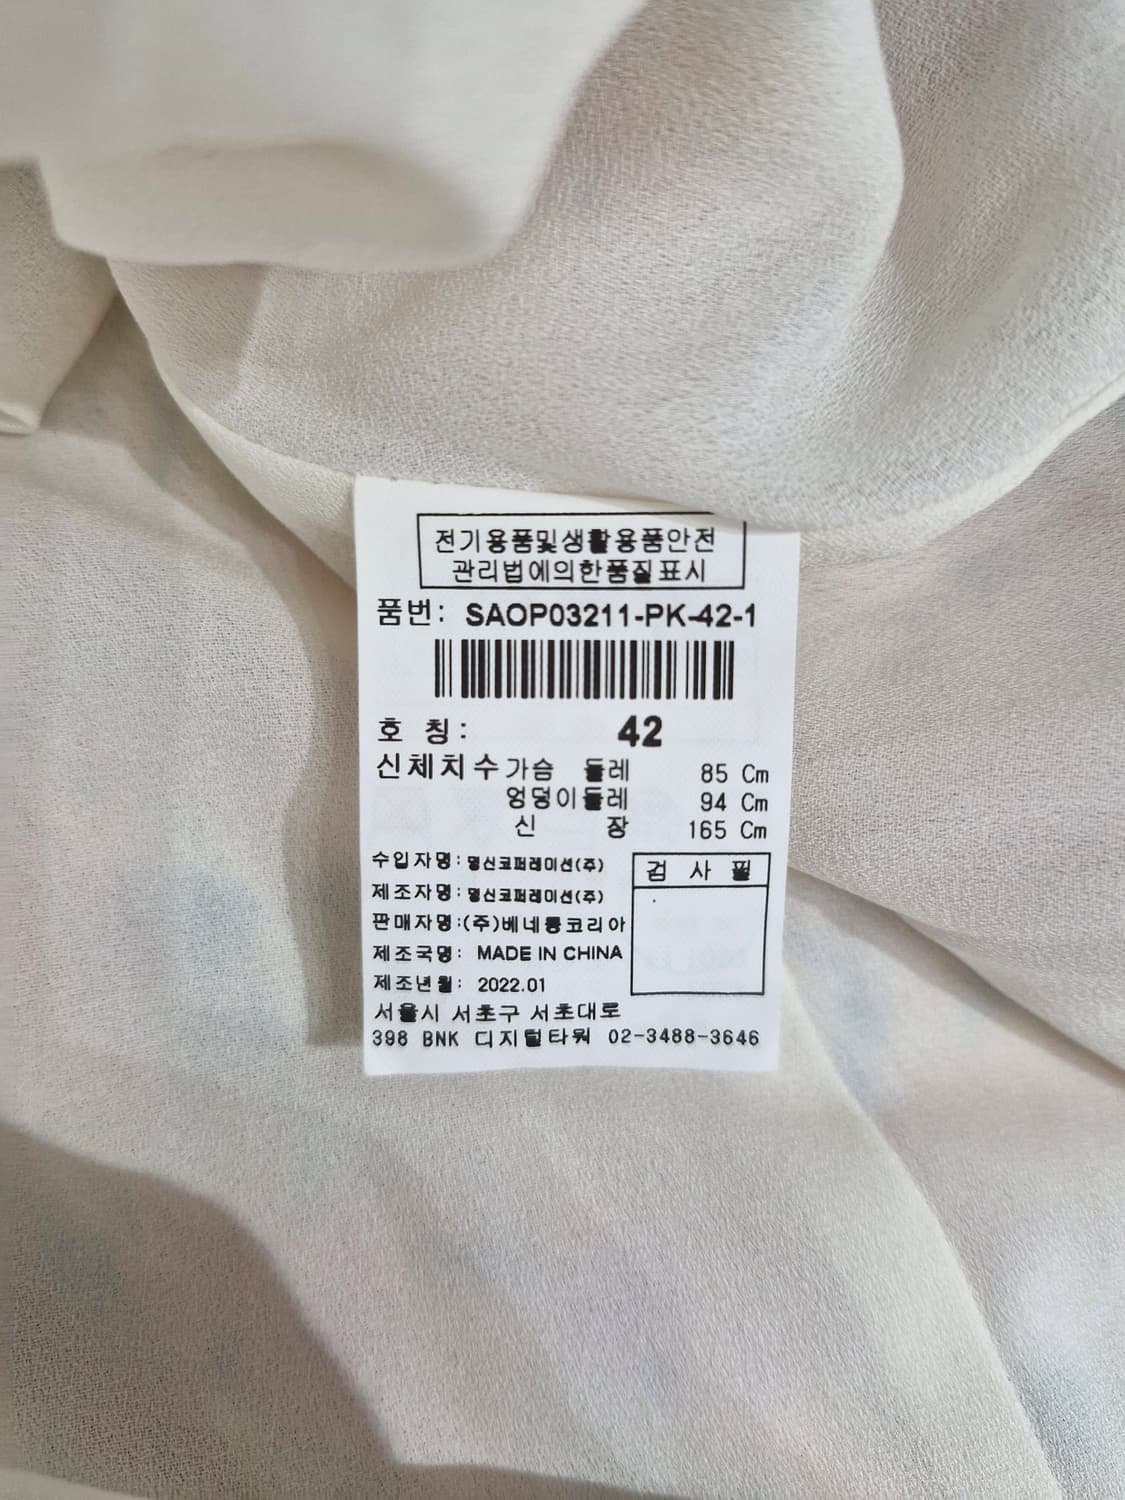 전기용품및생활용품안전
관리법에의한품질표시
품번: SAOP03211-PK-42-1
호 칭: 42
신체치수 가슴 둘레 85 Cm
엉덩이둘레 94 Cm
신 장 165 Cm
수입자명: 명신코퍼레이션(주)
제조자명: 명신코퍼레이션(주)
검 사 필
판매자명:(주)베네통코리아
제조국명: MADE IN CHINA
제조년월: 2022.01
서울시 서초구 서초대로
398 BNK 디지털타워 02-3488-3646